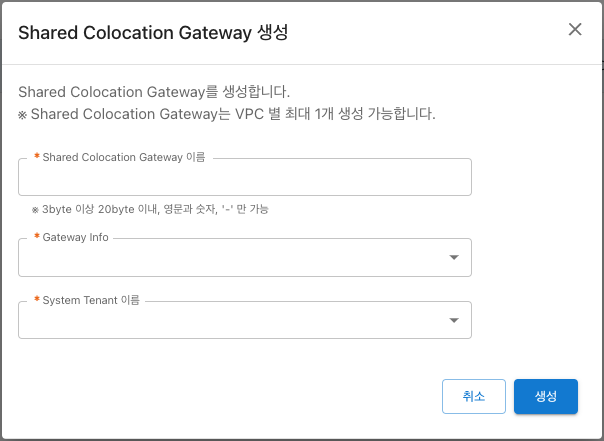 Shared Colocation Gateway 생성
Shared Colocation Gateway를 생성합니다.
※ Shared Colocation Gateway는 VPC 별 최대 1개 생성 가능합니다.
* Shared Colocation Gateway 이름
※ 3byte 이상 20byte 이내, 영문과 숫자, '-' 만 가능
* Gateway Info
* System Tenant 이름
취소 생성